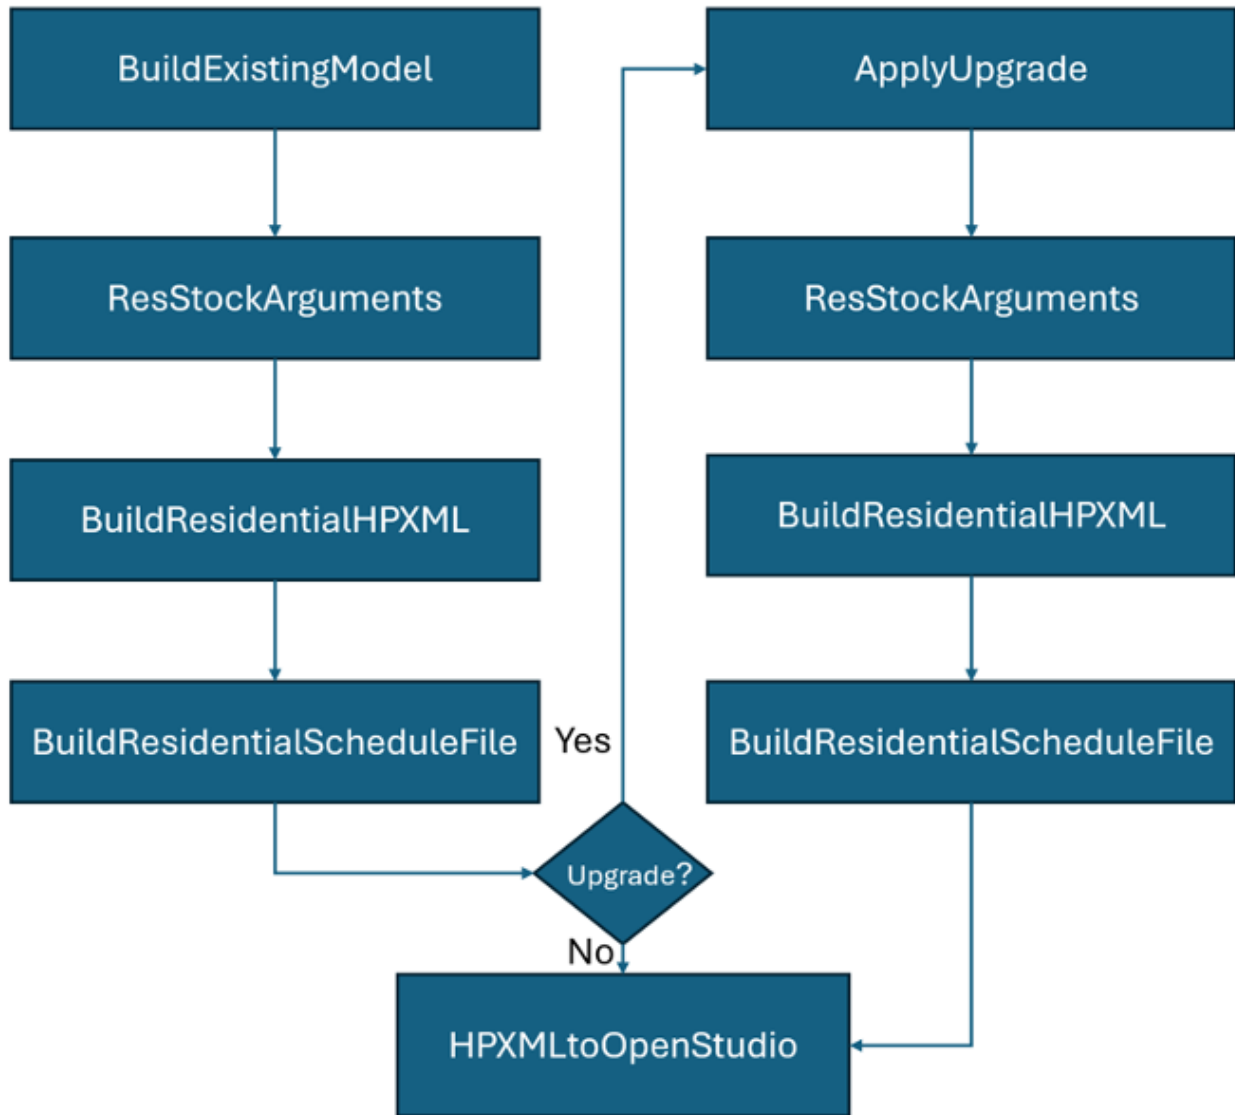 BuildExistingModel
ResStockArguments
BuildResidentialHPXML
BuildResidentialScheduleFile
Upgrade?
Yes
No
ApplyUpgrade
ResStockArguments
BuildResidentialHPXML
BuildResidentialScheduleFile
HPXMLtoOpenStudio